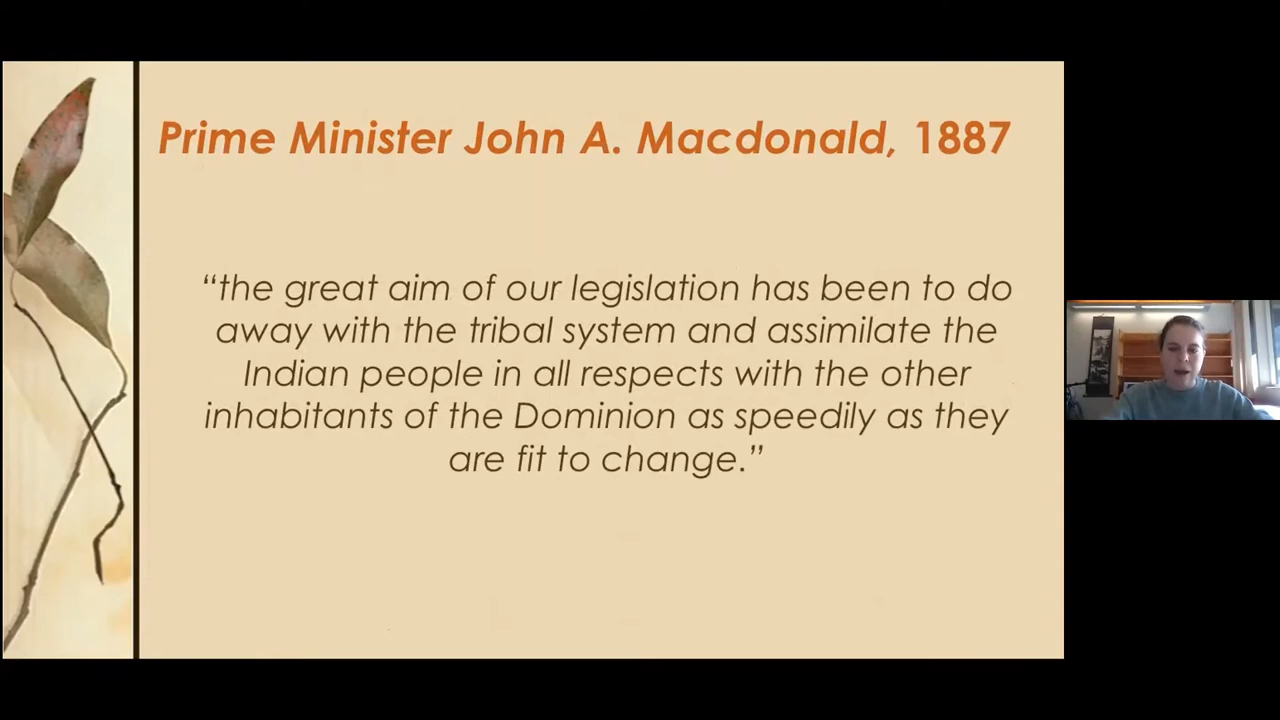 Prime Minister John A. Macdonald, 1887
“the great aim of our legislation has been to do
away with the tribal system and assimilate the
Indian people in all respects with the other
inhabitants of the Dominion as speedily as they
are fit to change.”